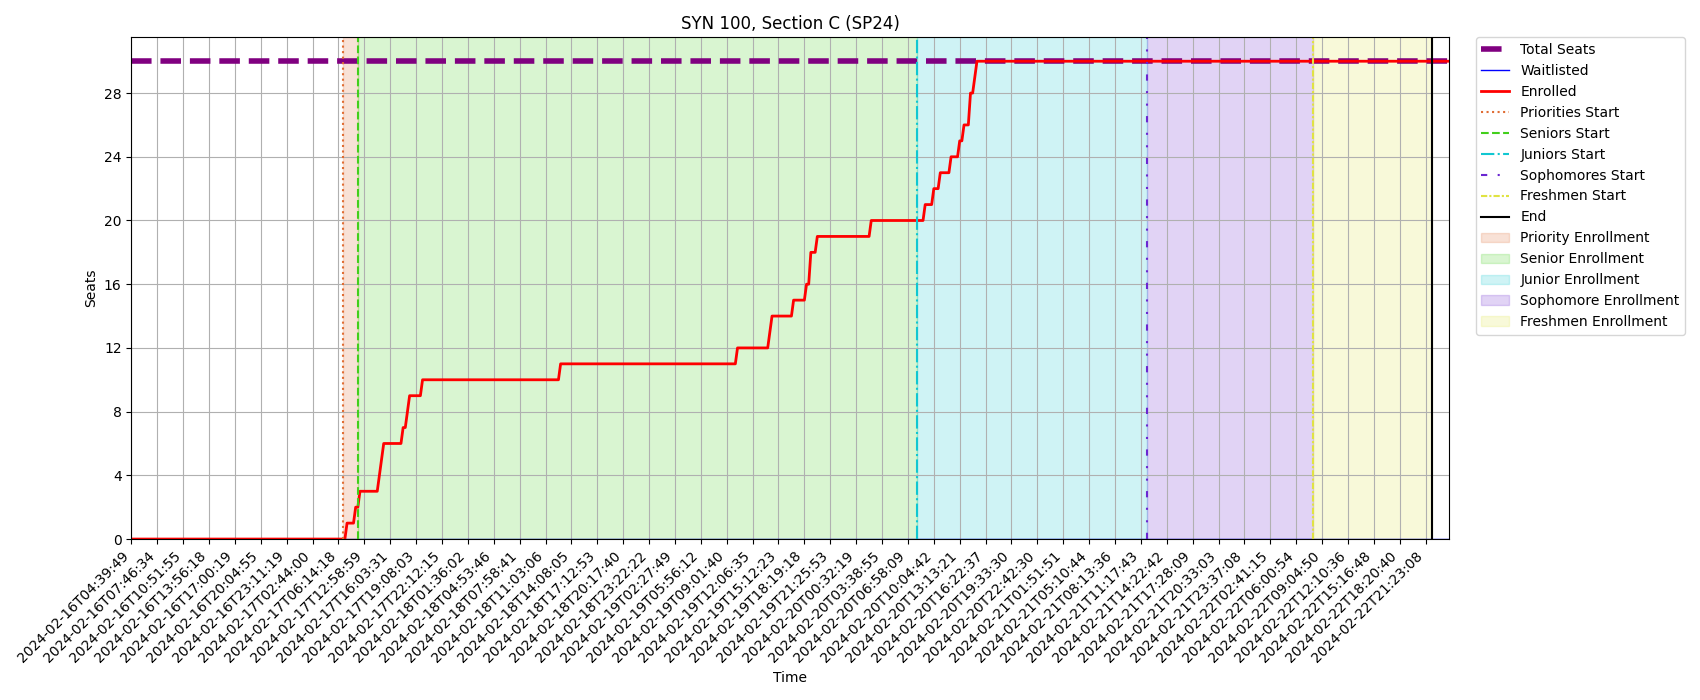 SYN 100, Section C (SP24)
Seats
28
24
20
16
12
8
4
0
2024-02-16T04:39:49
2024-02-16T07:46:34
2024-02-16T10:51:55
2024-02-16T13:56:18
2024-02-16T17:00:19
2024-02-16T20:04:55
2024-02-16T23:11:19
2024-02-17T02:44:00
2024-02-17T06:14:18
2024-02-17T12:58:59
2024-02-17T16:03:31
2024-02-17T19:08:03
2024-02-17T22:12:15
2024-02-18T01:36:02
2024-02-18T04:53:46
2024-02-18T07:58:41
2024-02-18T11:03:06
2024-02-18T14:08:05
2024-02-18T17:12:53
2024-02-18T20:17:40
2024-02-18T23:22:22
2024-02-19T02:27:49
2024-02-19T05:56:12
2024-02-19T09:01:40
2024-02-19T12:06:35
2024-02-19T15:12:23
2024-02-19T18:19:18
2024-02-19T21:25:53
2024-02-20T00:32:19
2024-02-20T03:38:55
2024-02-20T06:58:09
2024-02-20T10:04:42
2024-02-20T13:13:21
2024-02-20T16:22:37
2024-02-20T19:33:30
2024-02-20T22:42:30
2024-02-21T01:51:51
2024-02-21T05:10:44
2024-02-21T08:13:36
2024-02-21T11:17:43
2024-02-21T14:22:42
2024-02-21T17:28:09
2024-02-21T20:33:03
2024-02-21T23:37:08
2024-02-22T02:41:15
2024-02-22T06:00:54
2024-02-22T09:04:50
2024-02-22T12:10:36
2024-02-22T15:16:48
2024-02-22T18:20:40
2024-02-22T21:23:08
Time
Total Seats
Waitlisted
Enrolled
Priorities Start
Seniors Start
Juniors Start
Sophomores Start
Freshmen Start
End
Priority Enrollment
Senior Enrollment
Junior Enrollment
Sophomore Enrollment
Freshmen Enrollment